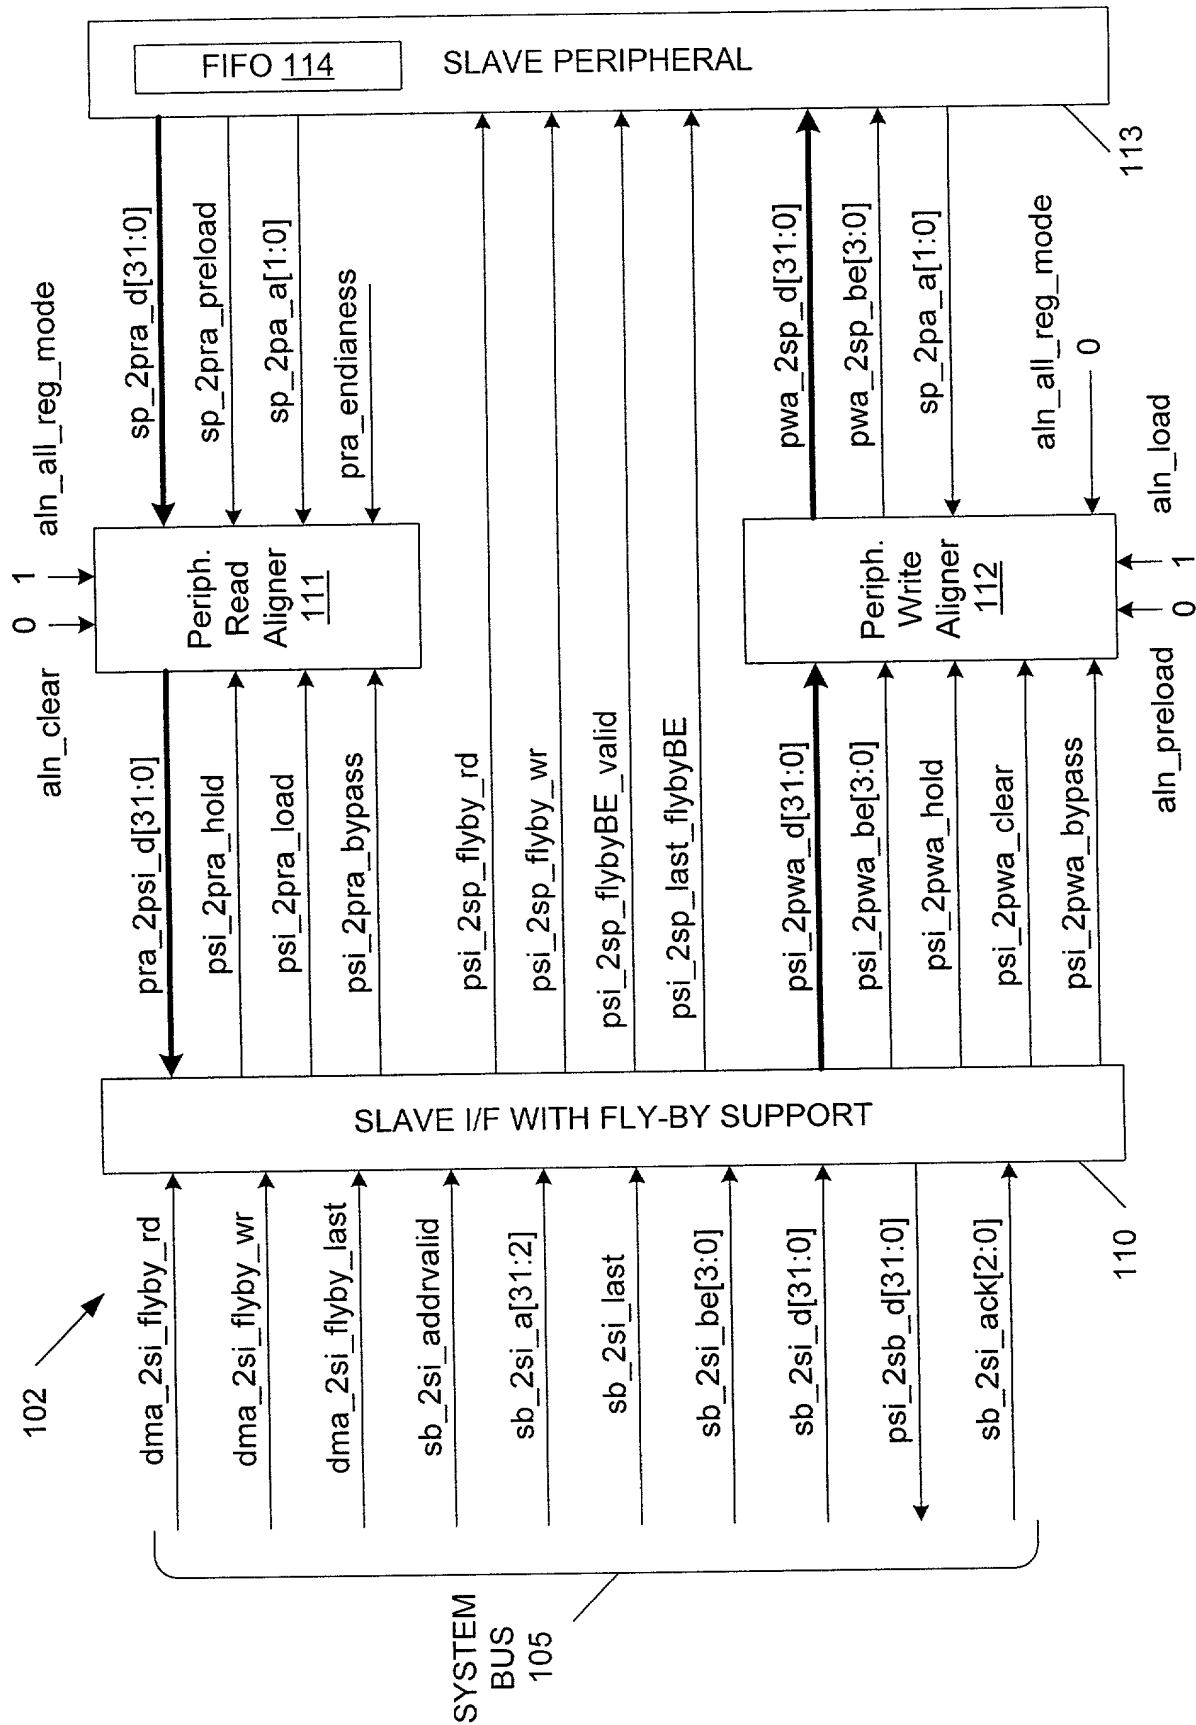 102
SYSTEM
BUS
105
dma_2si_flyby_rd
dma_2si_flyby_wr
dma_2si_flyby_last
sb_2si_addrvalid
sb_2si_a[31:2]
sb_2si_last
sb_2si_be[3:0]
sb_2si_d[31:0]
psi_2sb_d[31:0]
sb_2si_ack[2:0]
SLAVE I/F WITH FLY-BY SUPPORT
110
pra_2psi_d[31:0]
psi_2pra_hold
psi_2pra_load
psi_2pra_bypass
psi_2sp_flyby_rd
psi_2sp_flyby_wr
psi_2sp_flybyBE_valid
psi_2sp_last_flybyBE
psi_2pwa_d[31:0]
psi_2pwa_be[3:0]
psi_2pwa_hold
psi_2pwa_clear
psi_2pwa_bypass
aln_clear
0
1
aln_all_reg_mode
Periph.
Read
Aligner
111
Periph.
Write
Aligner
112
aln_preload
0
1
aln_load
sp_2pra_d[31:0]
sp_2pra_preload
sp_2pa_a[1:0]
pra_endianess
pwa_2sp_d[31:0]
pwa_2sp_be[3:0]
sp_2pa_a[1:0]
aln_all_reg_mode
0
FIFO 114
SLAVE PERIPHERAL
113